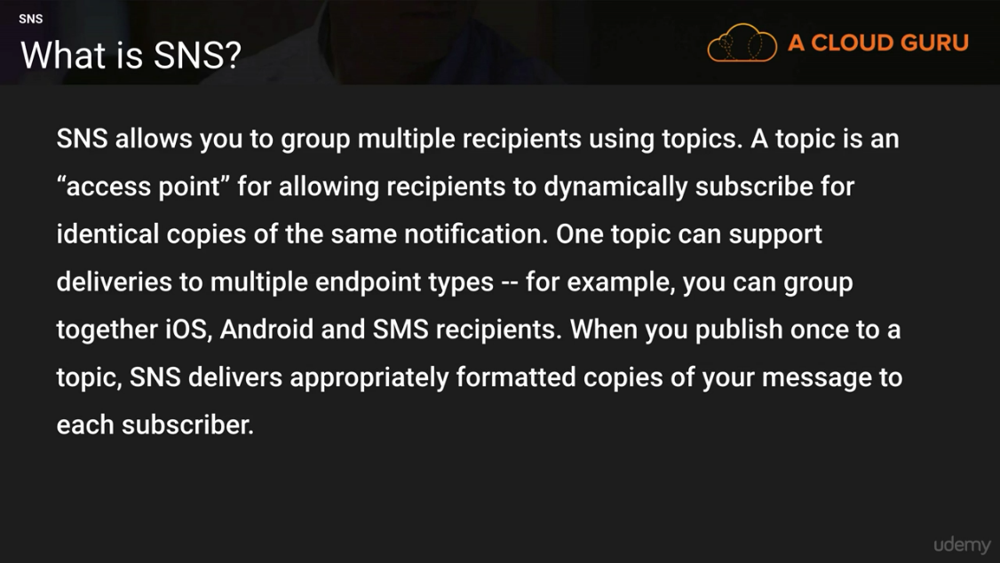 SNS
What is SNS?
A CLOUD GURU
SNS allows you to group multiple recipients using topics. A topic is an
“access point” for allowing recipients to dynamically subscribe for
identical copies of the same notification. One topic can support
deliveries to multiple endpoint types -- for example, you can group
together iOS, Android and SMS recipients. When you publish once to a
topic, SNS delivers appropriately formatted copies of your message to
each subscriber.
udemy